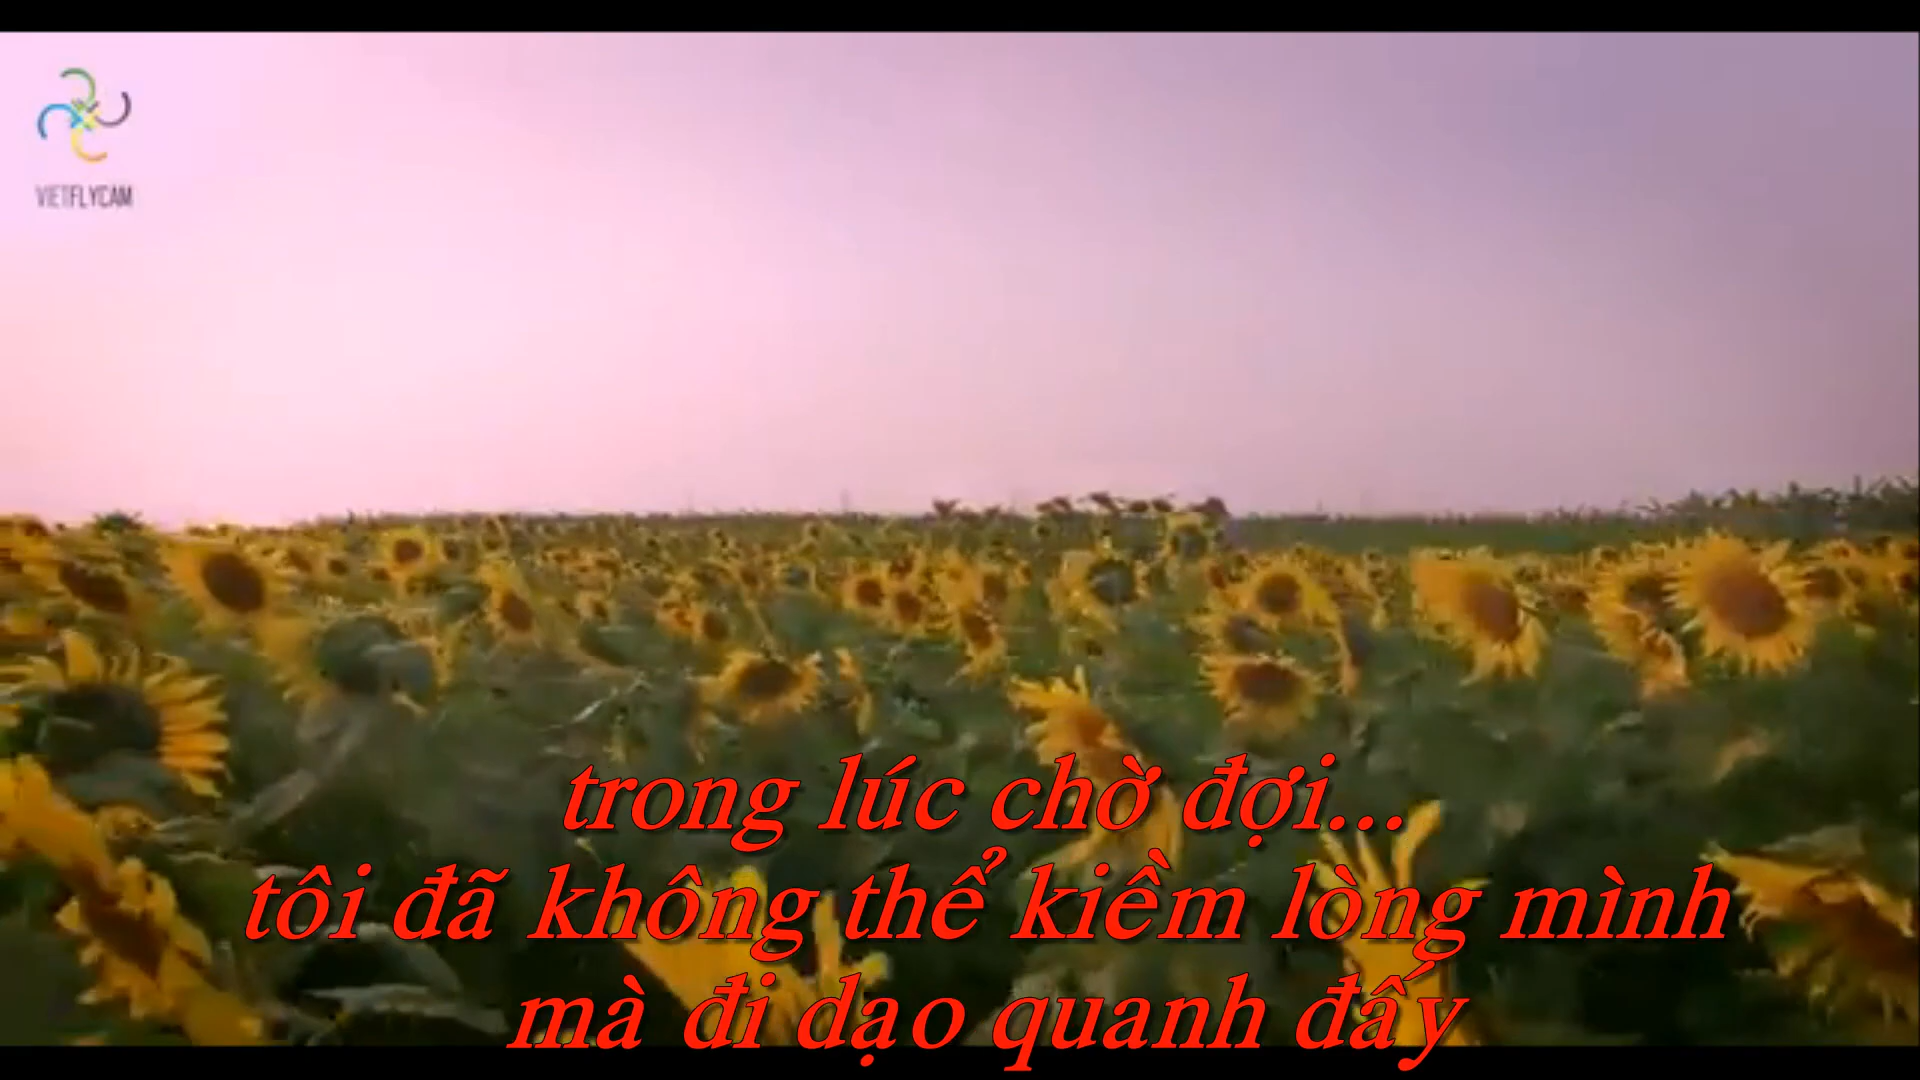 VIETFLYCAM
trong lúc chờ đợi...
tôi đã không thể kiềm lòng mình
mà đi dạo quanh đấy